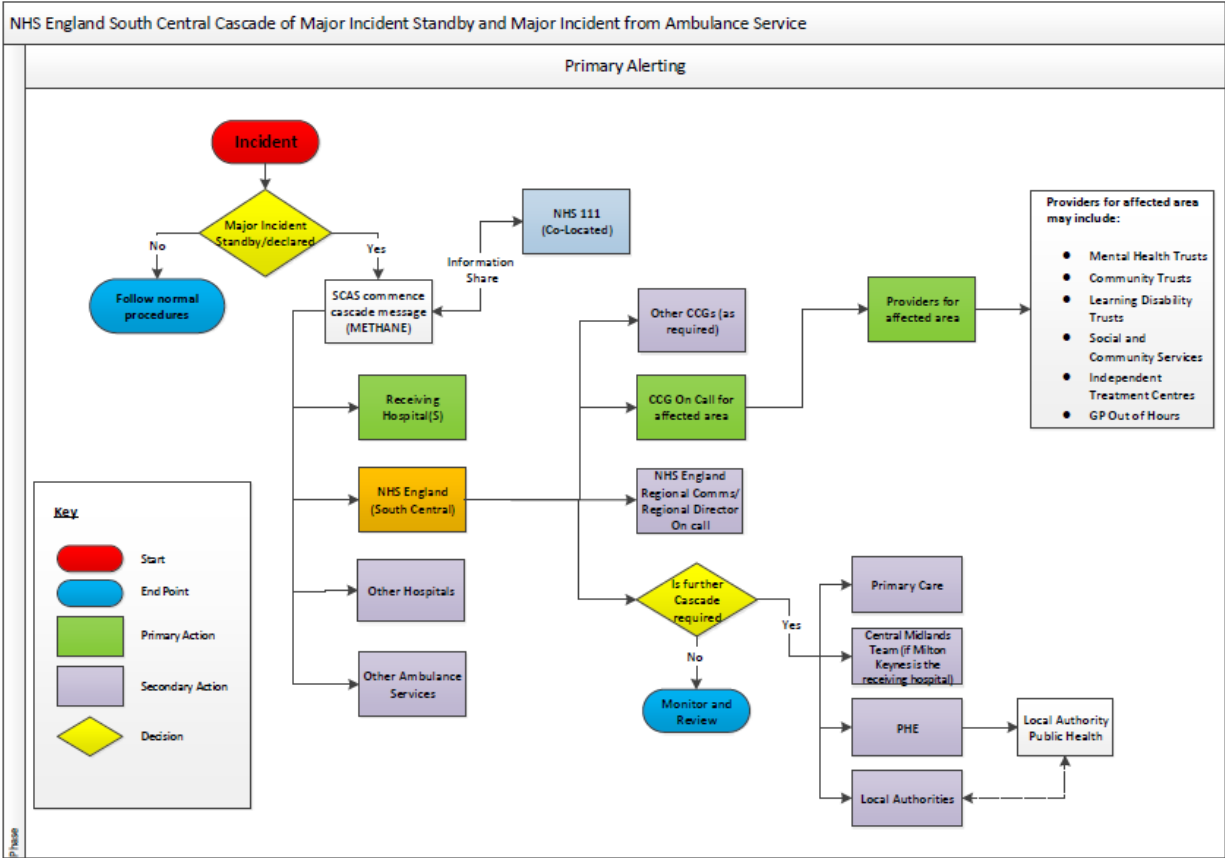 NHS England South Central Cascade of Major Incident Standby and Major Incident from Ambulance Service
Primary Alerting
Incident
Major Incident
Standby/declared
No
Yes
Follow normal
procedures
SCAS commence
cascade message
(METHANE)
Information
Share
NHS 111
(Co-Located)
Receiving
Hospital(S)
NHS England
(South Central)
Other Hospitals
Other Ambulance
Services
Other CCGs (as
required)
CCG On Call for
affected area
NHS England
Regional Comms/
Regional Director
On call
Is further
Cascade
required
Yes
No
Monitor and
Review
Providers for
affected area
Providers for affected area
may include:
● Mental Health Trusts
● Community Trusts
● Learning Disability
Trusts
● Social and
Community Services
● Independent
Treatment Centres
● GP Out of Hours
Primary Care
Central Midlands
Team (if Milton
Keynes is the
receiving hospital)
PHE
Local Authority
Public Health
Local Authorities
Key
Start
End Point
Primary Action
Secondary Action
Decision
Phase